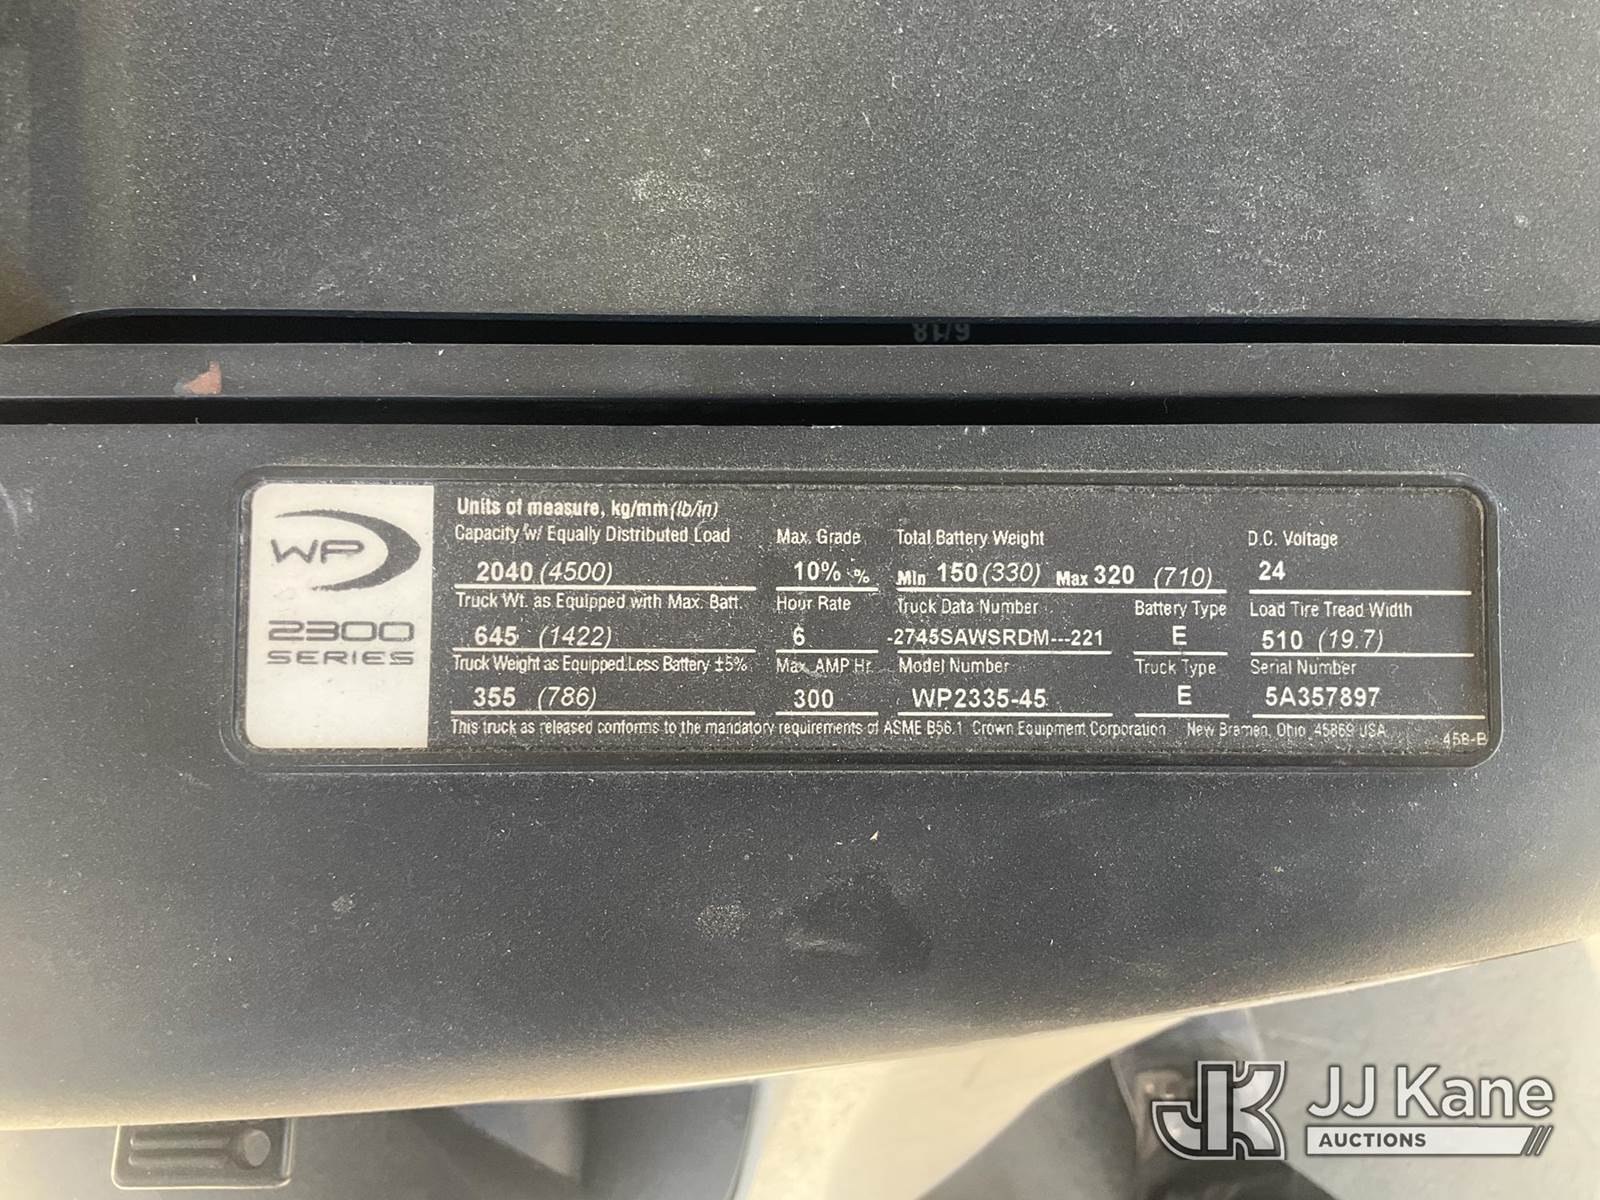 6/18
WP
2300
SERIES
Units of measure, kg/mm (lb/in)
Capacity w/ Equally Distributed Load Max. Grade Total Battery Weight D.C. Voltage
2040 (4500) 10% % Min 150 (330) Max 320 (710) 24
Truck Wt. as Equipped with Max. Batt. Hour Rate Truck Data Number Battery Type Load Tire Tread Width
645 (1422) 6 -2745SAWSRDM---221 E 510 (19.7)
Truck Weight as Equipped Less Battery ±5% Max. AMP Hr Model Number Truck Type Serial Number
355 (786) 300 WP2335-45 E 5A357897
This truck as released conforms to the mandatory requirements of ASME B56.1 Crown Equipment Corporation New Bremen, Ohio, 45869 USA
458-B
JK JJ Kane
AUCTIONS